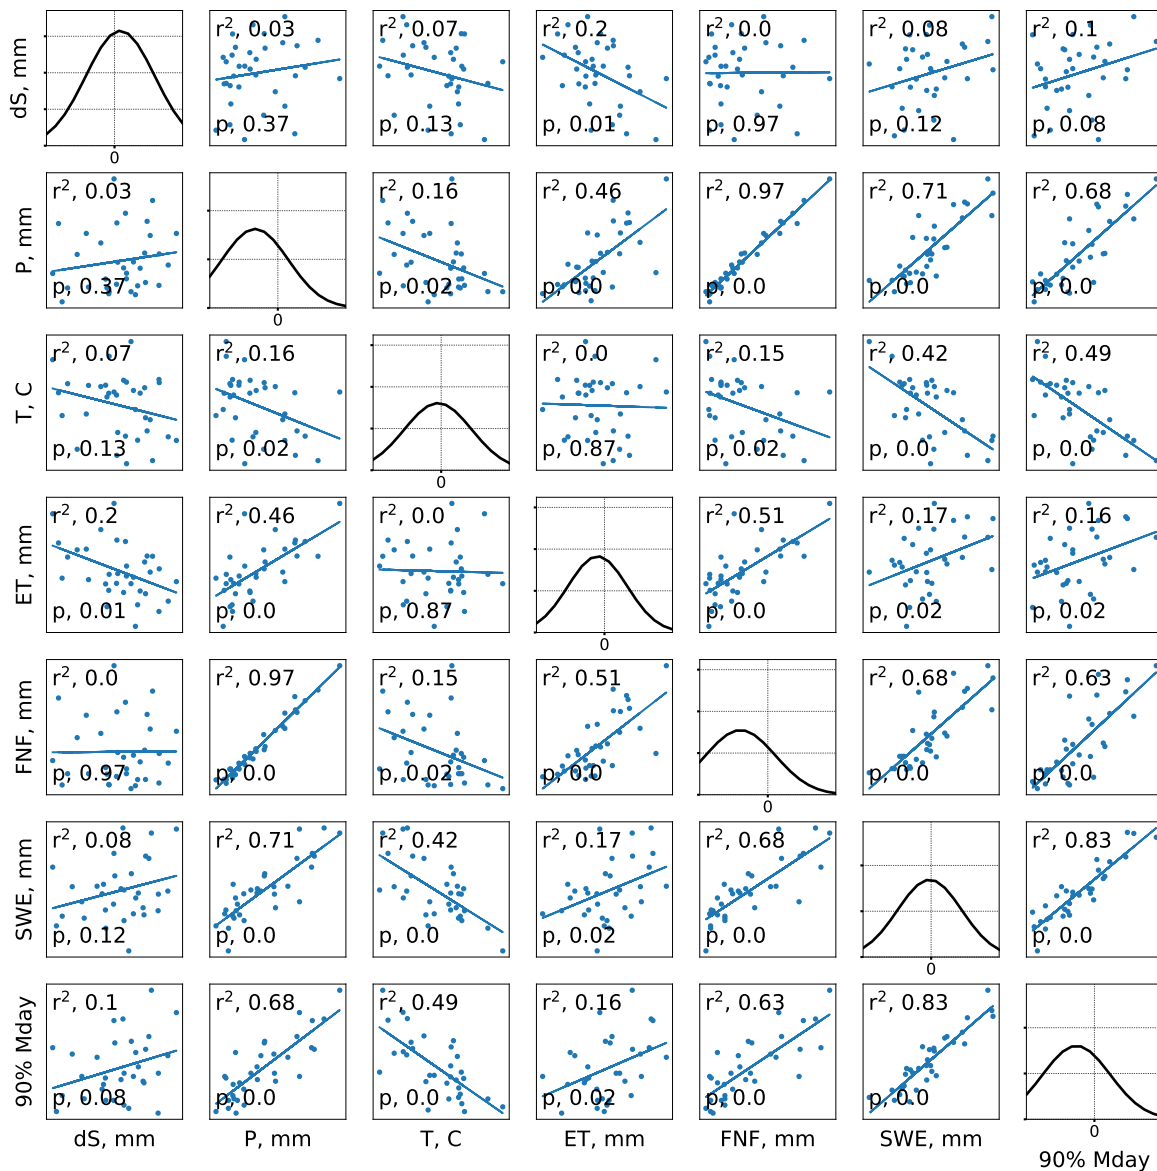 dS, mm
0
r², 0.03
p, 0.37
r², 0.07
p, 0.13
r², 0.2
p, 0.01
r², 0.0
p, 0.97
r², 0.08
p, 0.12
r², 0.1
p, 0.08
P, mm
r², 0.03
p, 0.37
0
r², 0.16
p, 0.02
r², 0.46
p, 0.0
r², 0.97
p, 0.0
r², 0.71
p, 0.0
r², 0.68
p, 0.0
T, C
r², 0.07
p, 0.13
r², 0.16
p, 0.02
0
r², 0.0
p, 0.87
r², 0.15
p, 0.02
r², 0.42
p, 0.0
r², 0.49
p, 0.0
ET, mm
r², 0.2
p, 0.01
r², 0.46
p, 0.0
r², 0.0
p, 0.87
0
r², 0.51
p, 0.0
r², 0.17
p, 0.02
r², 0.16
p, 0.02
FNF, mm
r², 0.0
p, 0.97
r², 0.97
p, 0.0
r², 0.15
p, 0.02
r², 0.51
p, 0.0
0
r², 0.68
p, 0.0
r², 0.63
p, 0.0
SWE, mm
r², 0.08
p, 0.12
r², 0.71
p, 0.0
r², 0.42
p, 0.0
r², 0.17
p, 0.02
r², 0.68
p, 0.0
0
r², 0.83
p, 0.0
90% Mday
r², 0.1
p, 0.08
r², 0.68
p, 0.0
r², 0.49
p, 0.0
r², 0.16
p, 0.02
r², 0.63
p, 0.0
r², 0.83
p, 0.0
0
dS, mm
P, mm
T, C
ET, mm
FNF, mm
SWE, mm
90% Mday